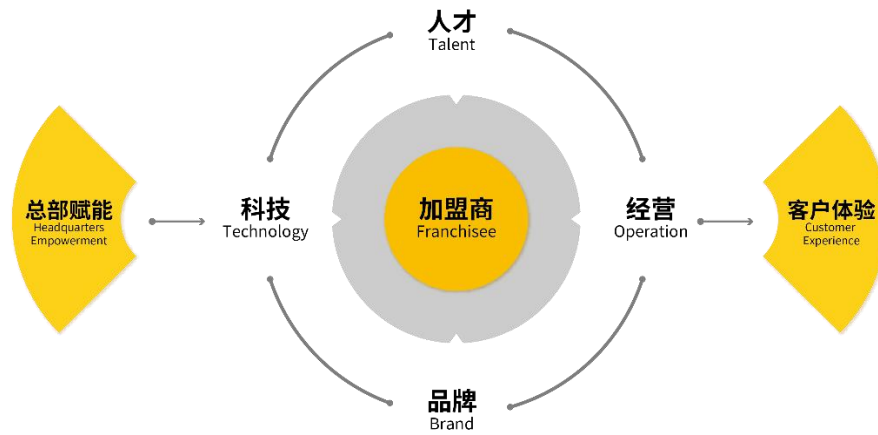 人才
Talent
总部赋能
Headquarters
Empowerment
科技
Technology
加盟商
Franchisee
经营
Operation
客户体验
Customer
Experience
品牌
Brand